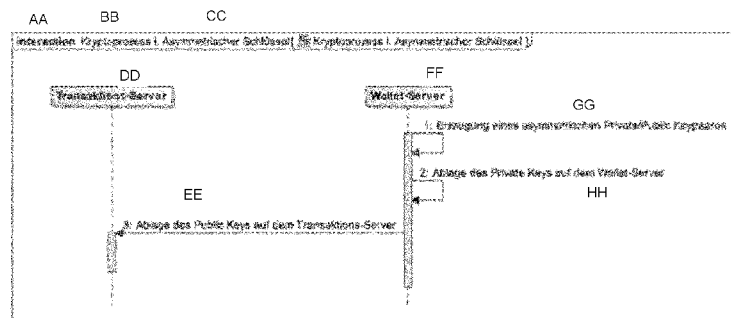 AA BB CC
interaction Kryptoprozess I. Asymmetrischer Schlüssel[ Kryptoprozess I. Asymmetrischer Schlüssel ]
DD FF
Transaktions-Server Wallet-Server
GG
1: Erzeugung eines asymmetrischen Private/Public Keypaares
2: Ablage des Private Keys auf dem Wallet-Server
EE HH
3: Ablage des Public Keys auf dem Transaktions-Server